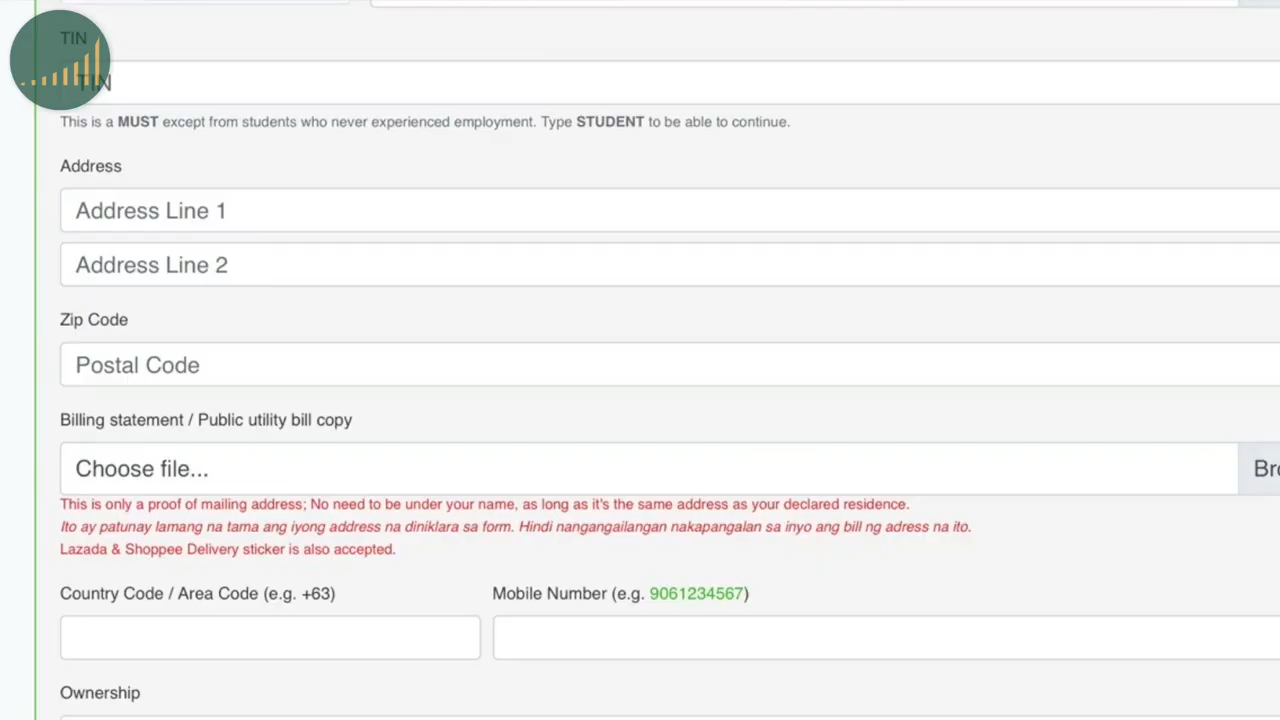 TIN
TIN
This is a MUST except from students who never experienced employment. Type STUDENT to be able to continue.
Address
Address Line 1
Address Line 2
Zip Code
Postal Code
Billing statement / Public utility bill copy
Choose file...
Bro
This is only a proof of mailing address; No need to be under your name, as long as it's the same address as your declared residence.
Ito ay patunay lamang na tama ang iyong address na diniklara sa form. Hindi nangangailangan nakapangalan sa inyo ang bill ng adress na ito.
Lazada & Shoppee Delivery sticker is also accepted.
Country Code / Area Code (e.g. +63)
Mobile Number (e.g. 9061234567)
Ownership